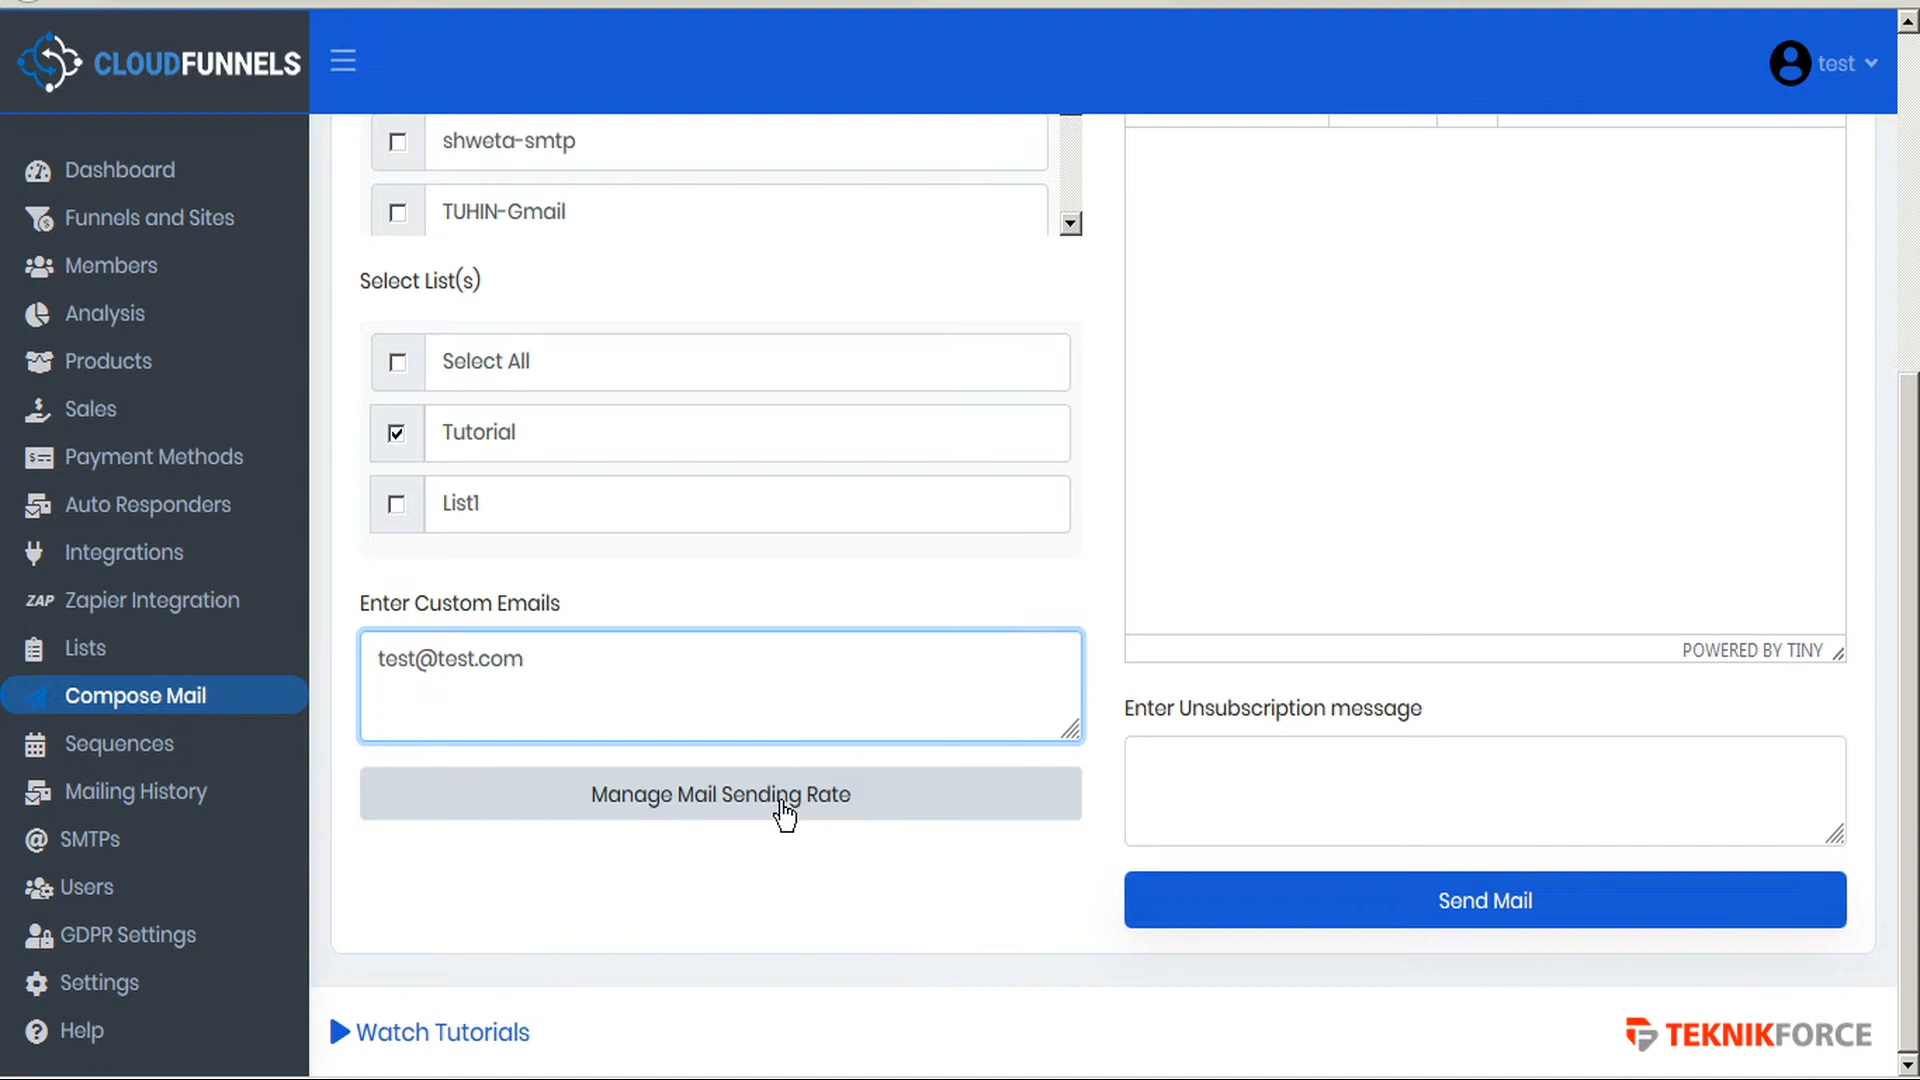 CLOUDFUNNELS
test
Dashboard
Funnels and Sites
Members
Analysis
Products
Sales
Payment Methods
Auto Responders
Integrations
ZAP Zapier Integration
Lists
Compose Mail
Sequences
Mailing History
SMTPs
Users
GDPR Settings
Settings
Help
shweta-smtp
TUHIN-Gmail
Select List(s)
Select All
Tutorial
List1
Enter Custom Emails
test@test.com
Manage Mail Sending Rate
POWERED BY TINY
Enter Unsubscription message
Send Mail
Watch Tutorials
TEKNIKFORCE